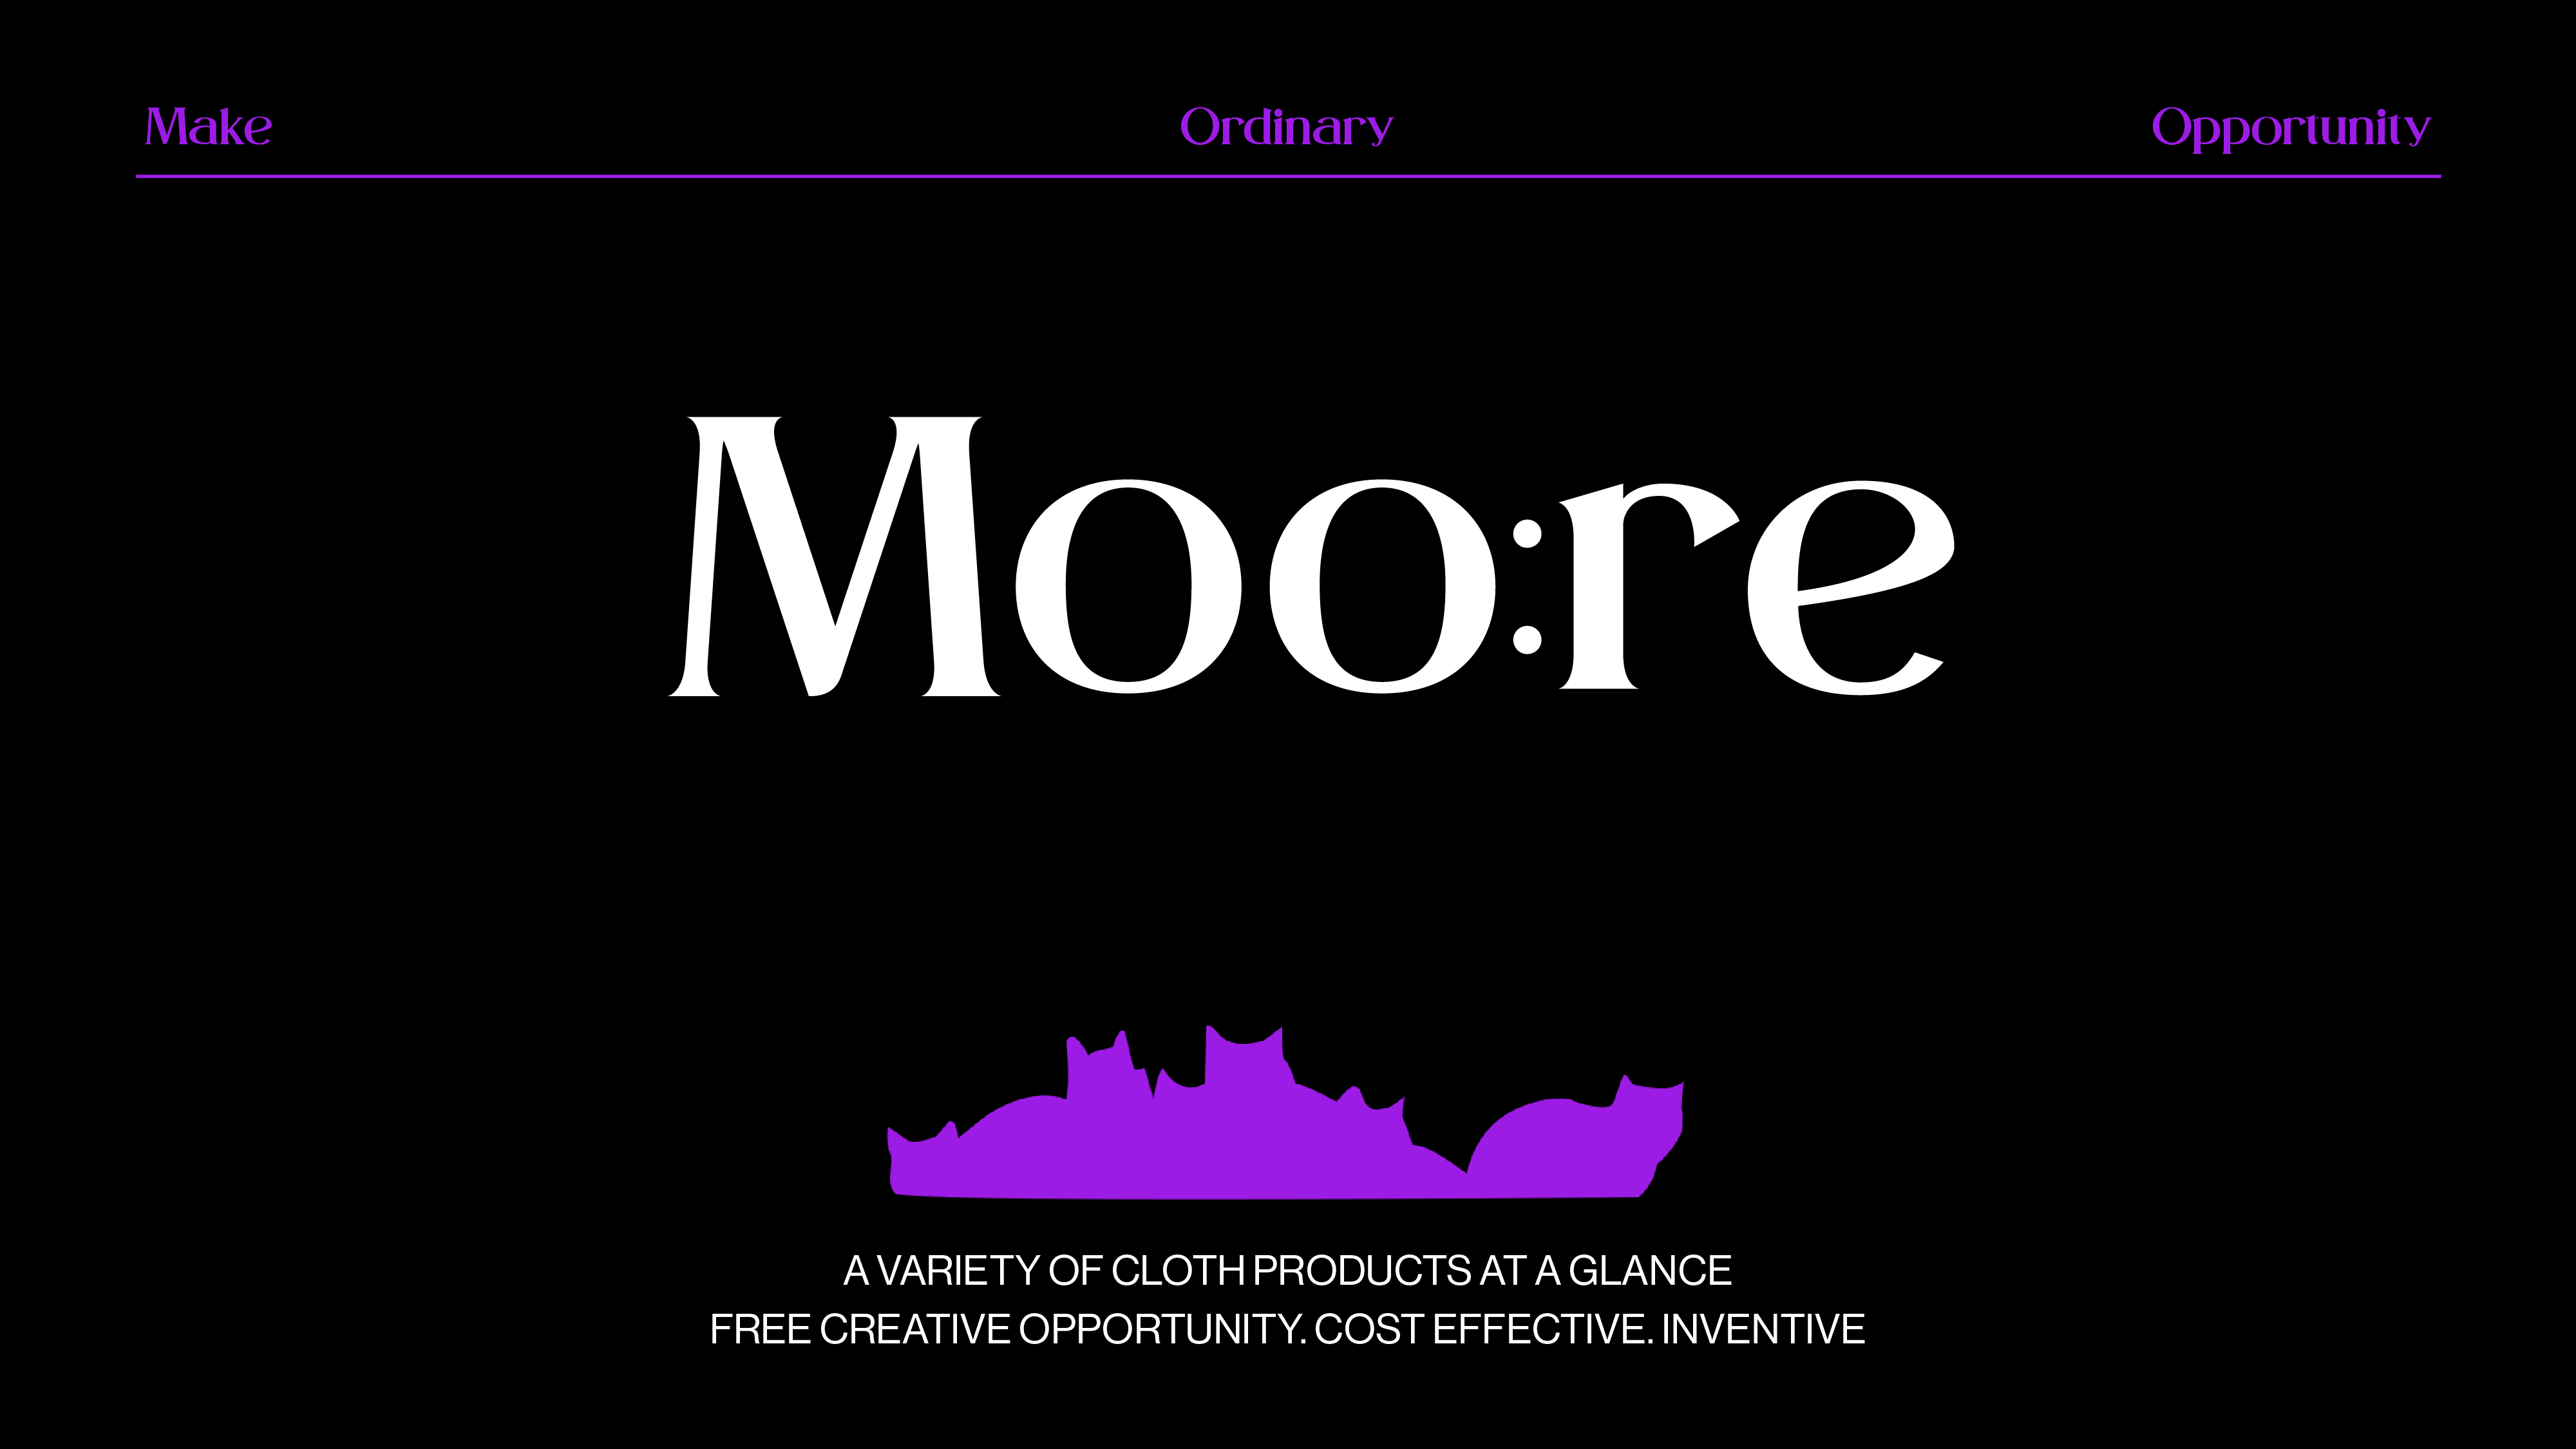 Make Ordinary Opportunity
Moo:re
A VARIETY OF CLOTH PRODUCTS AT A GLANCE
FREE CREATIVE OPPORTUNITY. COST EFFECTIVE. INVENTIVE